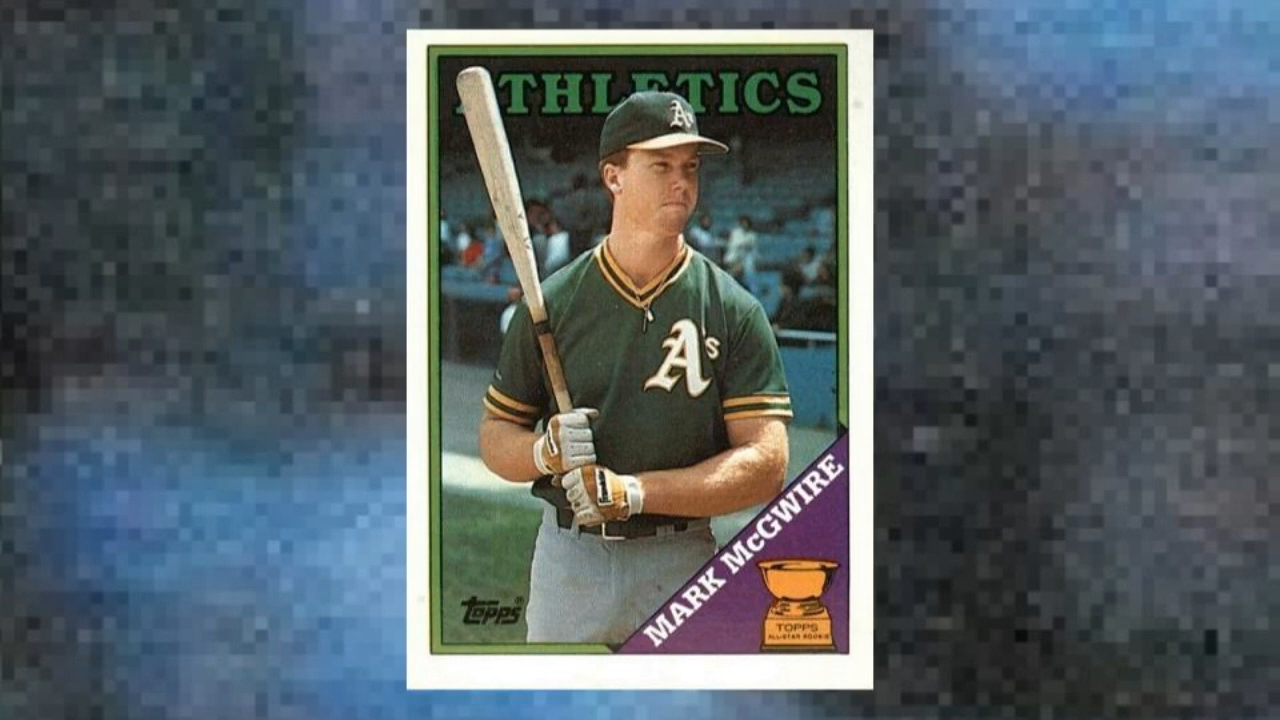 ATHLETICS
A's
A's
MARK McGWIRE
topps®
TOPPS
ALL-STAR ROOKIE